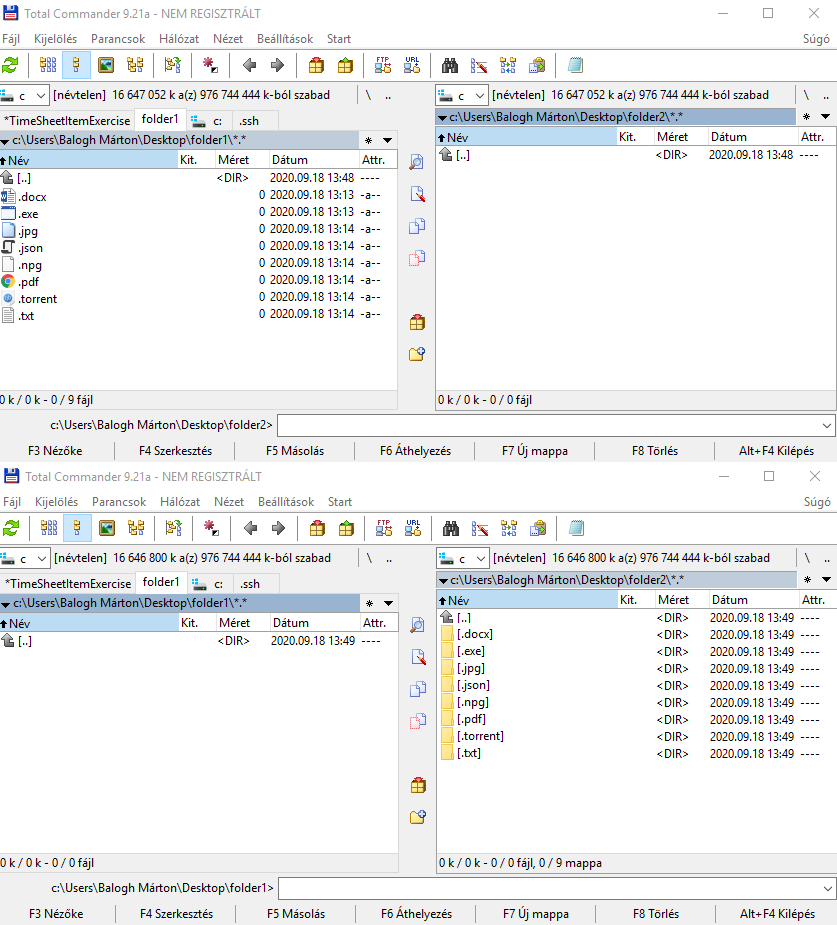 Total Commander 9.21a - NEM REGISZTRÁLT
Fájl Kijelölés Parancsok Hálózat Nézet Beállítások Start Súgó
FTP URL
c [névtelen] 16 647 052 k a(z) 976 744 444 k-ból szabad \ ..
c [névtelen] 16 647 052 k a(z) 976 744 444 k-ból szabad \ ..
*TimeSheetItemExercise folder1 c: .ssh
c:\Users\Balogh Márton\Desktop\folder1\*.* *
Név Kit. Méret Dátum Attr.
[..] <DIR> 2020.09.18 13:48 ----
.docx 0 2020.09.18 13:13 -a--
.exe 0 2020.09.18 13:13 -a--
.jpg 0 2020.09.18 13:14 -a--
.json 0 2020.09.18 13:14 -a--
.npg 0 2020.09.18 13:14 -a--
.pdf 0 2020.09.18 13:14 -a--
.torrent 0 2020.09.18 13:14 -a--
.txt 0 2020.09.18 13:14 -a--
0 k / 0 k - 0 / 9 fájl
c:\Users\Balogh Márton\Desktop\folder2\*.* *
Név Kit. Méret Dátum Attr.
[..] <DIR> 2020.09.18 13:48 ----
0 k / 0 k - 0 / 0 fájl
c:\Users\Balogh Márton\Desktop\folder2>
F3 Nézőke F4 Szerkesztés F5 Másolás F6 Áthelyezés F7 Új mappa F8 Törlés Alt+F4 Kilépés
Total Commander 9.21a - NEM REGISZTRÁLT
Fájl Kijelölés Parancsok Hálózat Nézet Beállítások Start Súgó
FTP URL
c [névtelen] 16 646 800 k a(z) 976 744 444 k-ból szabad \ ..
c [névtelen] 16 646 800 k a(z) 976 744 444 k-ból szabad \ ..
*TimeSheetItemExercise folder1 c: .ssh
c:\Users\Balogh Márton\Desktop\folder1\*.* *
Név Kit. Méret Dátum Attr.
[..] <DIR> 2020.09.18 13:49 ----
0 k / 0 k - 0 / 0 fájl
c:\Users\Balogh Márton\Desktop\folder2\*.* *
Név Kit. Méret Dátum Attr.
[..] <DIR> 2020.09.18 13:49 ----
[.docx] <DIR> 2020.09.18 13:49 ----
[.exe] <DIR> 2020.09.18 13:49 ----
[.jpg] <DIR> 2020.09.18 13:49 ----
[.json] <DIR> 2020.09.18 13:49 ----
[.npg] <DIR> 2020.09.18 13:49 ----
[.pdf] <DIR> 2020.09.18 13:49 ----
[.torrent] <DIR> 2020.09.18 13:49 ----
[.txt] <DIR> 2020.09.18 13:49 ----
0 k / 0 k - 0 / 0 fájl, 0 / 9 mappa
c:\Users\Balogh Márton\Desktop\folder1>
F3 Nézőke F4 Szerkesztés F5 Másolás F6 Áthelyezés F7 Új mappa F8 Törlés Alt+F4 Kilépés